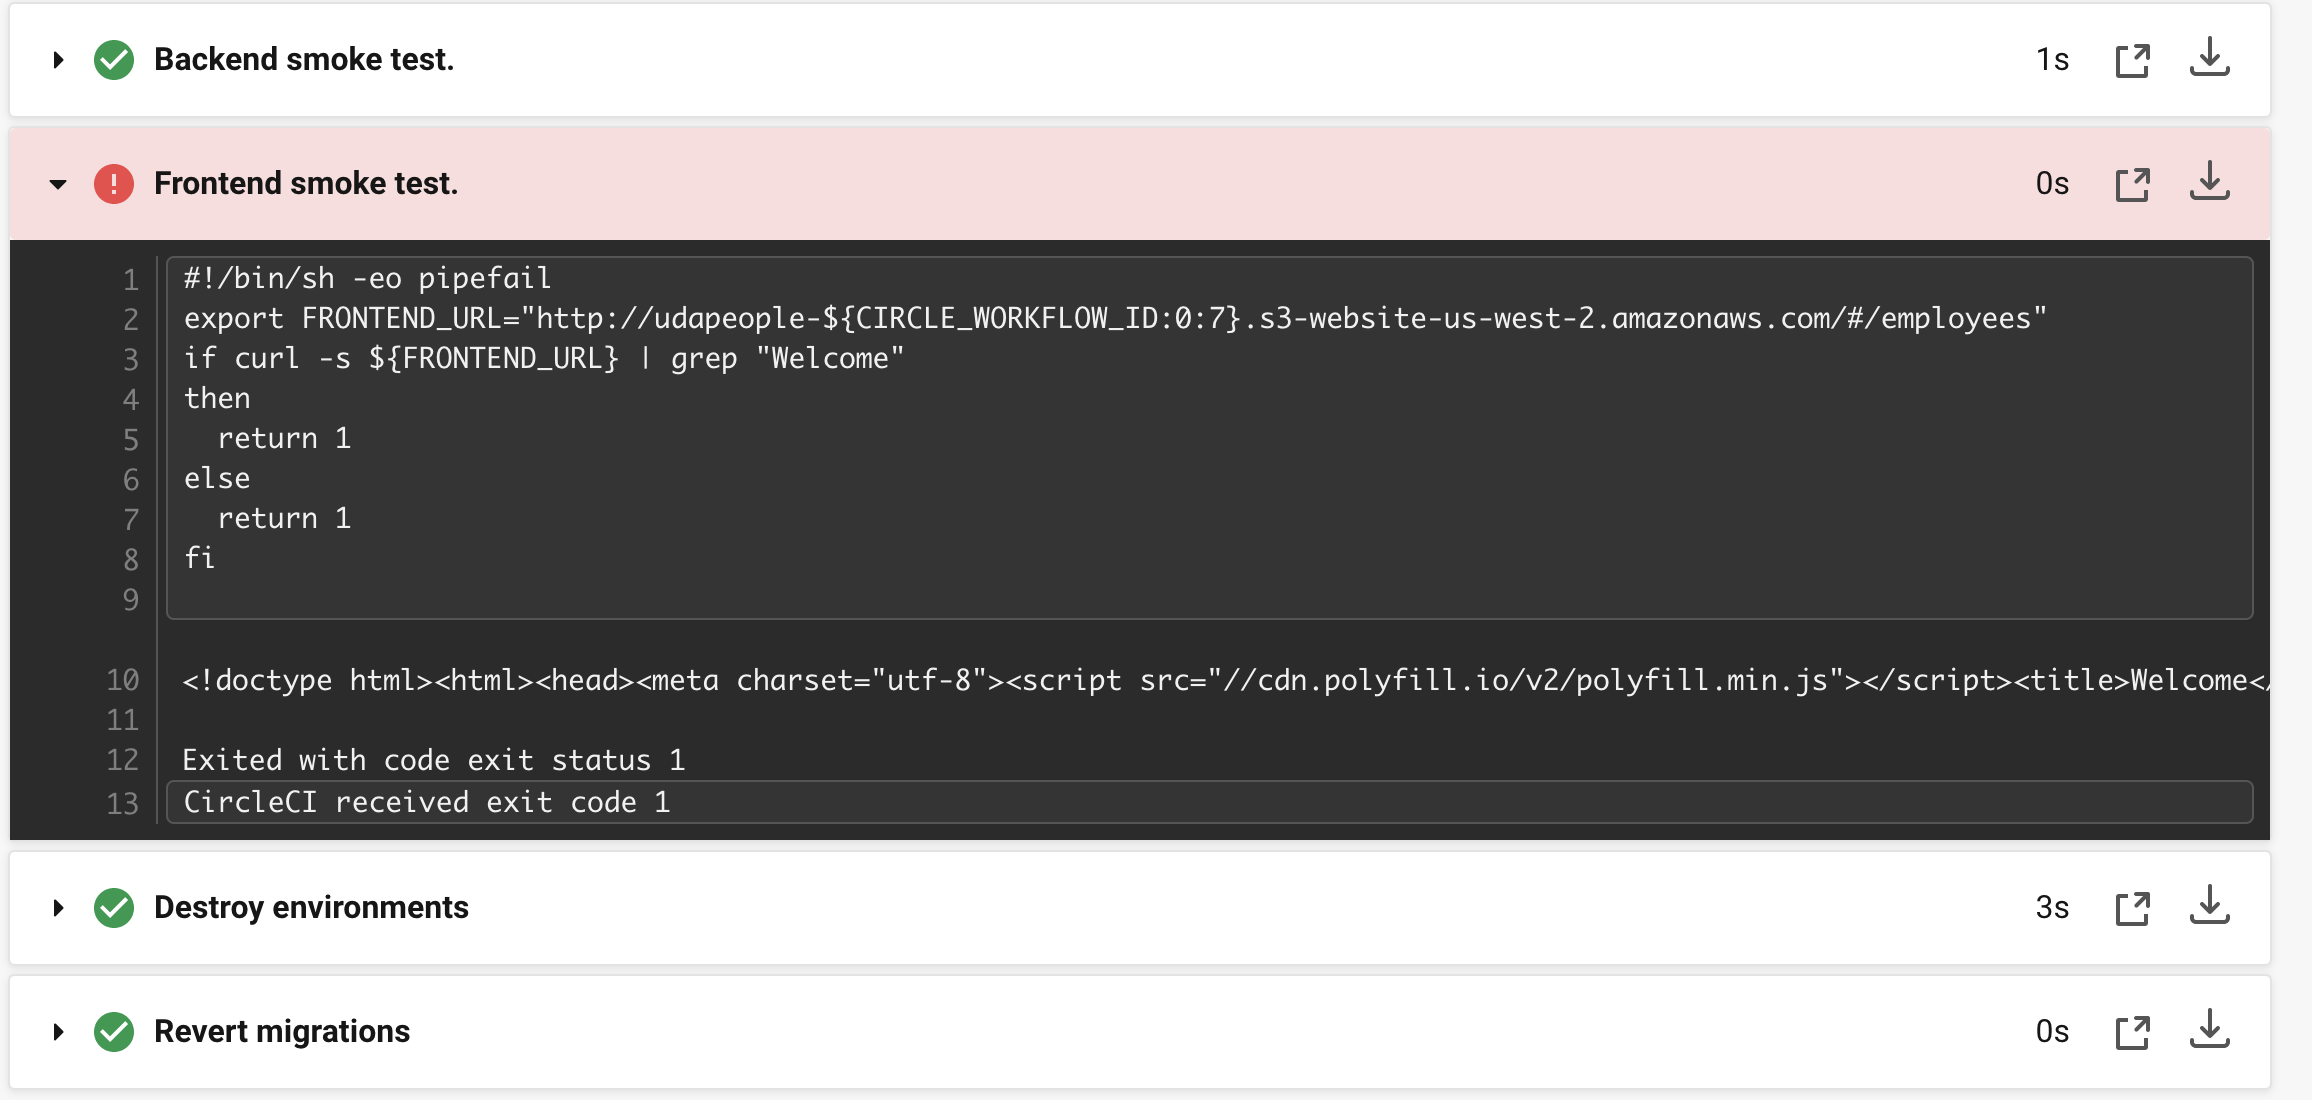 Backend smoke test.
1s
Frontend smoke test.
0s
1 #!/bin/sh -eo pipefail
2 export FRONTEND_URL="http://udapeople-${CIRCLE_WORKFLOW_ID:0:7}.s3-website-us-west-2.amazonaws.com/#/employees"
3 if curl -s ${FRONTEND_URL} | grep "Welcome"
4 then
5   return 1
6 else
7   return 1
8 fi
9
10 <!doctype html><html><head><meta charset="utf-8"><script src="//cdn.polyfill.io/v2/polyfill.min.js"></script><title>Welcome</
11
12 Exited with code exit status 1
13 CircleCI received exit code 1
Destroy environments
3s
Revert migrations
0s